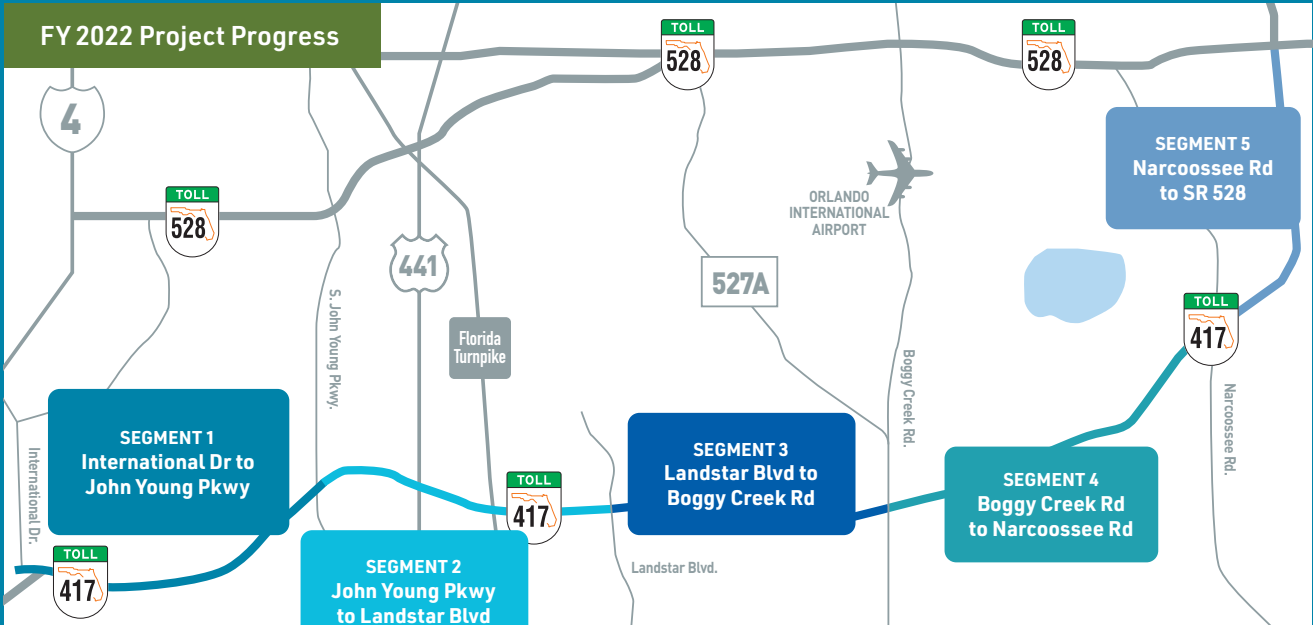 FY 2022 Project Progress
4
TOLL
528
TOLL
528
TOLL
528
441
S. John Young Pkwy.
Florida
Turnpike
527A
ORLANDO
INTERNATIONAL
AIRPORT
Boggy Creek Rd.
SEGMENT 5
Narcoossee Rd
to SR 528
TOLL
417
Narcoossee Rd.
International Dr.
SEGMENT 1
International Dr to
John Young Pkwy
TOLL
417
SEGMENT 2
John Young Pkwy
to Landstar Blvd
TOLL
417
Landstar Blvd.
SEGMENT 3
Landstar Blvd to
Boggy Creek Rd
SEGMENT 4
Boggy Creek Rd
to Narcoossee Rd